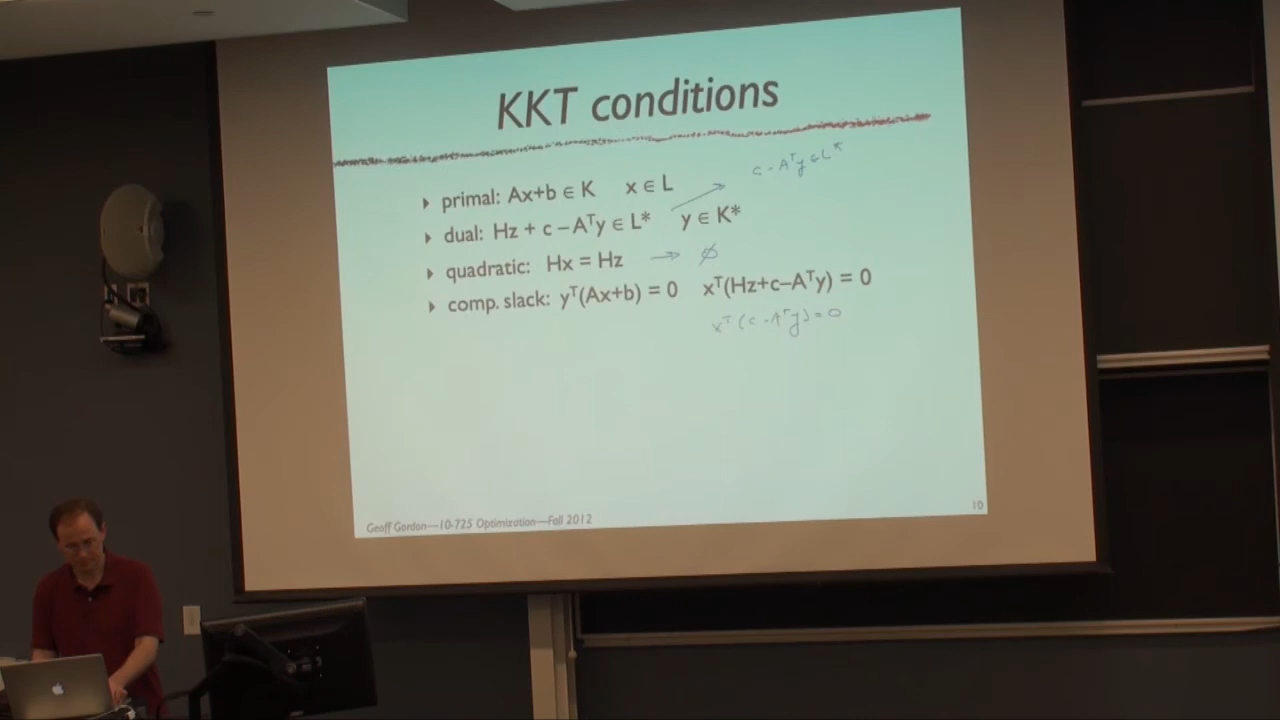 KKT conditions
c - Aᵀy ∈ L*
primal: Ax+b ∈ K x ∈ L
dual: Hz + c – Aᵀy ∈ L* y ∈ K*
quadratic: Hx = Hz → ∅
comp. slack: yᵀ(Ax+b) = 0 xᵀ(Hz+c–Aᵀy) = 0
xᵀ(c - Aᵀy) = 0
Geoff Gordon—10-725 Optimization—Fall 2012
10